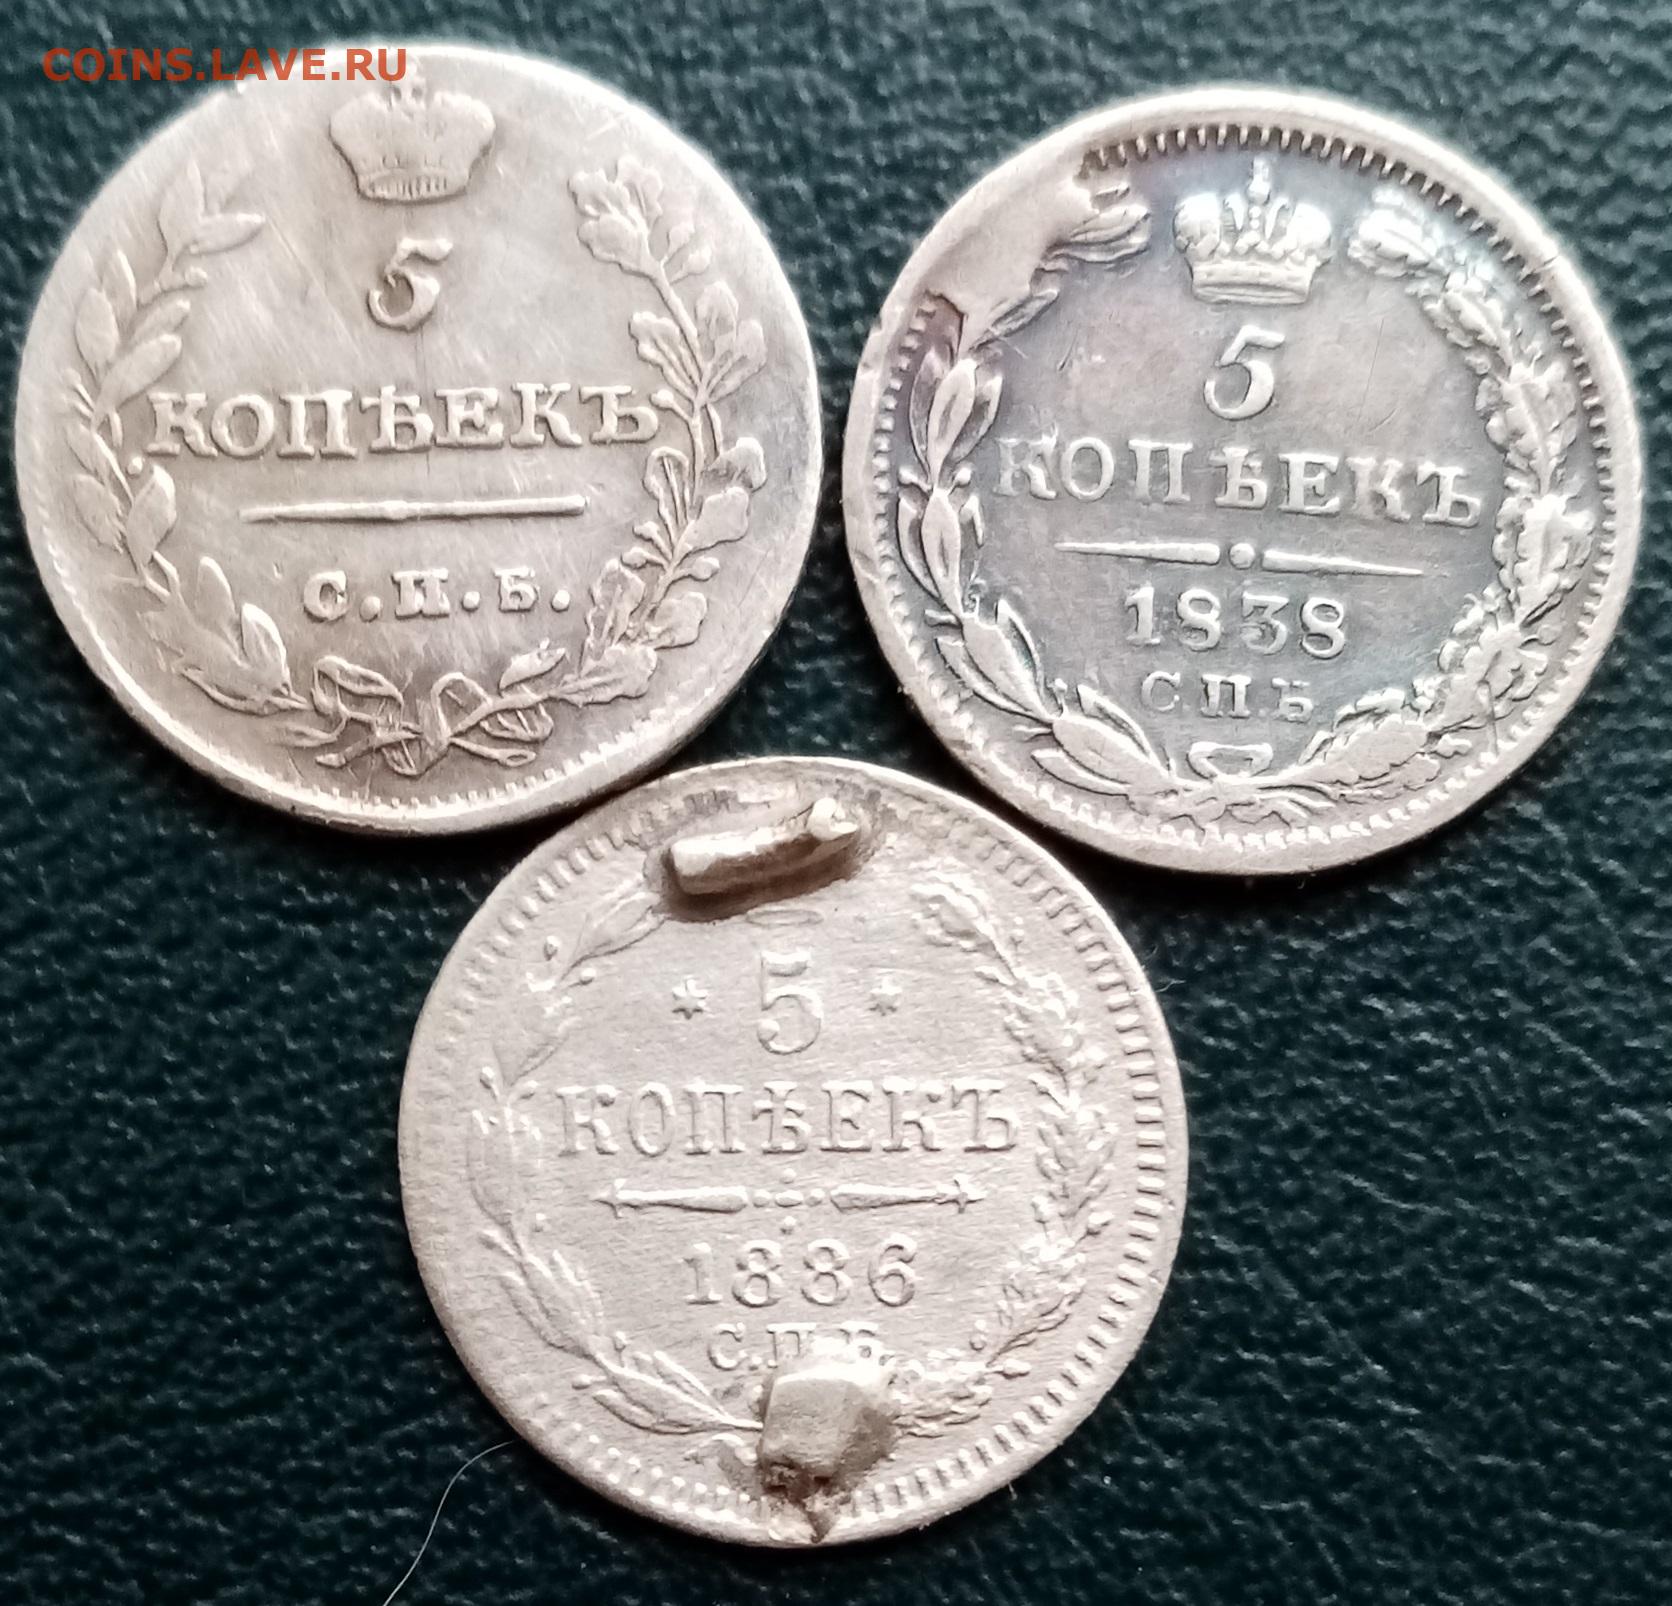 COINS.LAVE.RU
5
КОПѢЕКЪ
С.П.Б.
5
КОПѢЕКЪ
1838
СПБ
* 5 *
КОПѢЕКЪ
1886
С.П.Б.